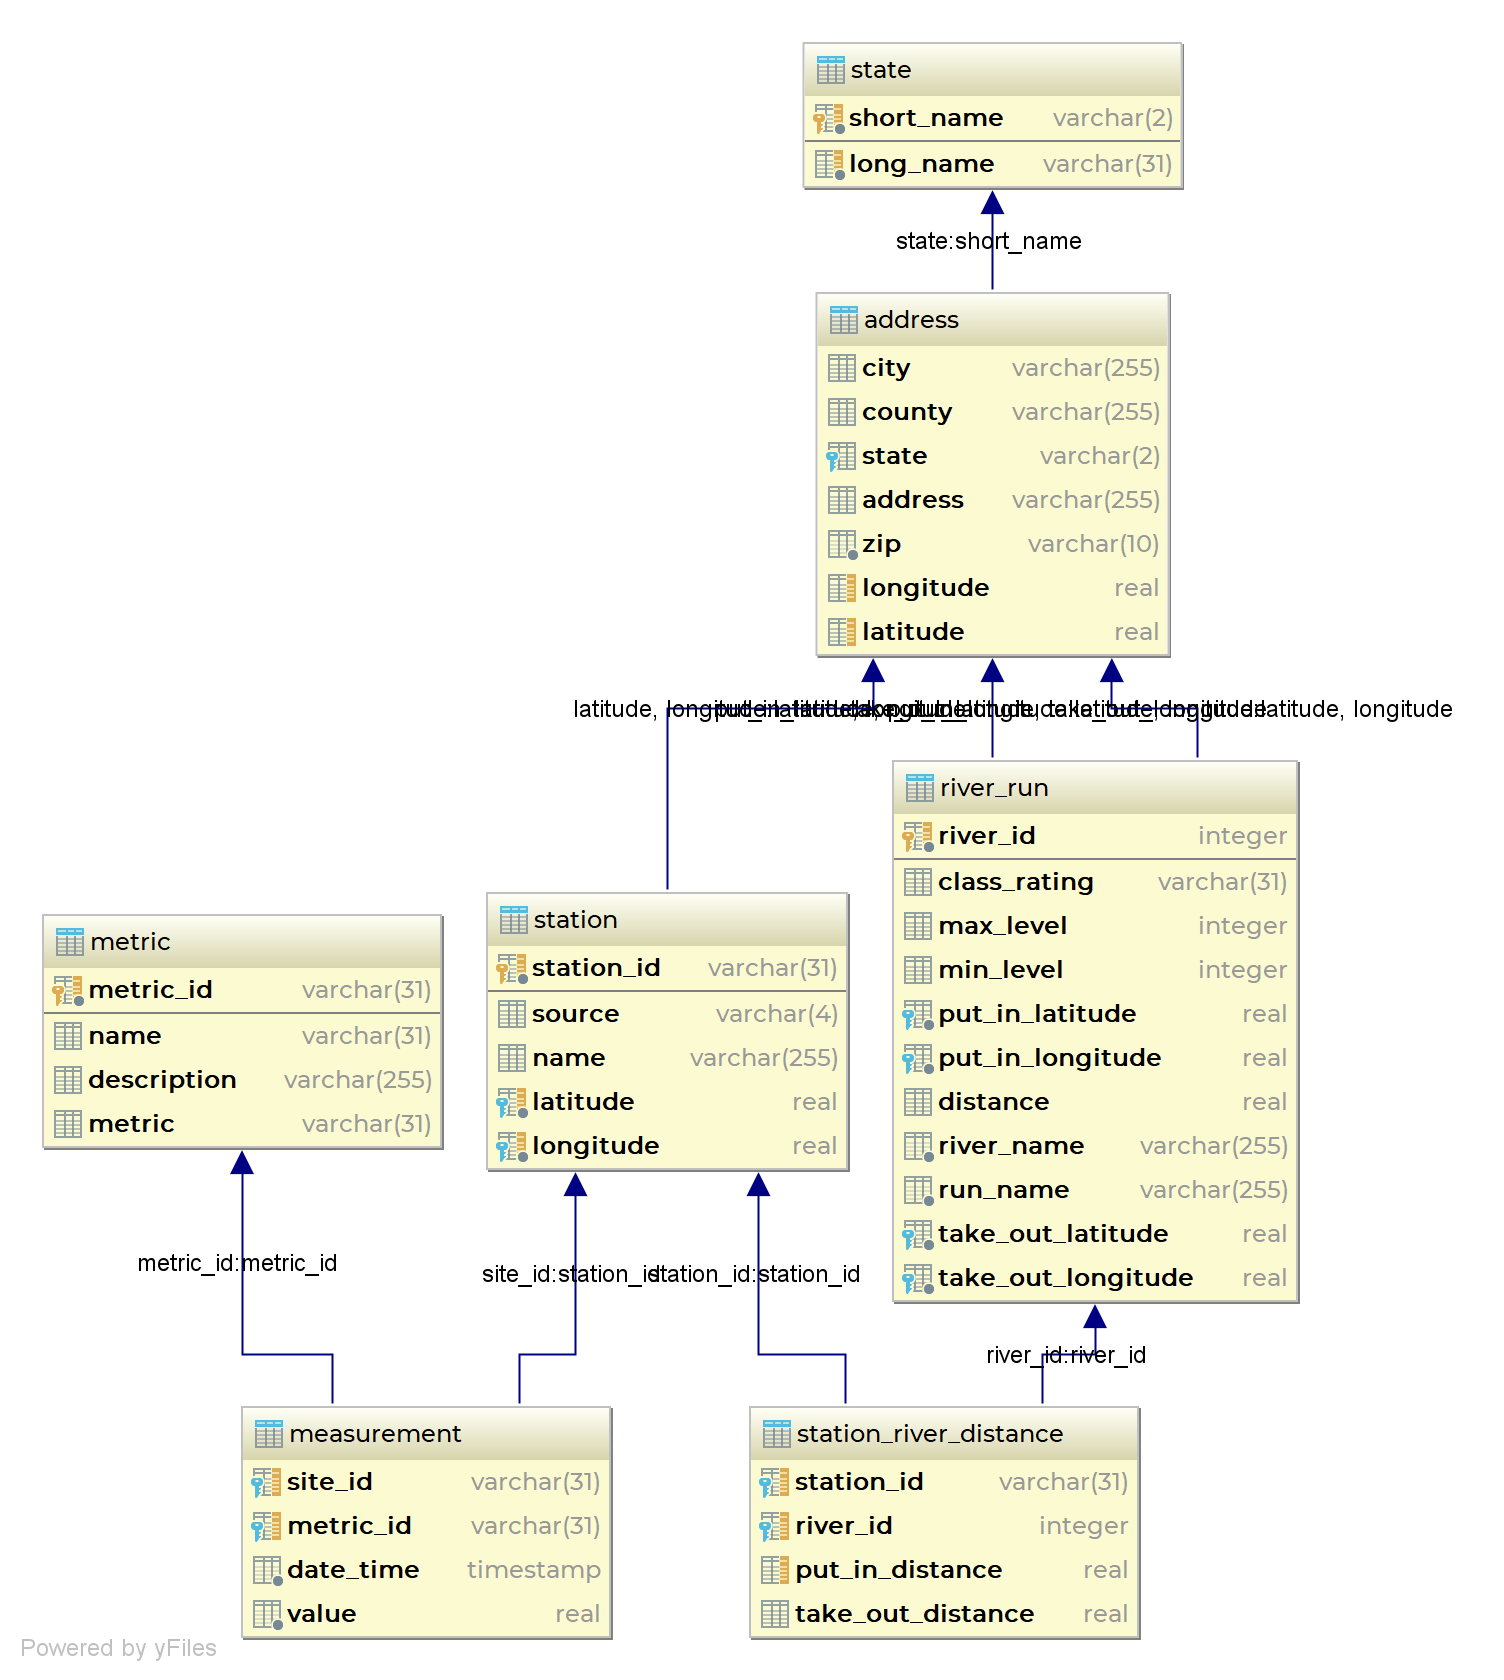 state
short_name varchar(2)
long_name varchar(31)
state:short_name
address
city varchar(255)
county varchar(255)
state varchar(2)
address varchar(255)
zip varchar(10)
longitude real
latitude real
latitude, longitude
latitude, longitude
river_run
river_id integer
class_rating varchar(31)
max_level integer
min_level integer
put_in_latitude real
put_in_longitude real
distance real
river_name varchar(255)
run_name varchar(255)
take_out_latitude real
take_out_longitude real
station
station_id varchar(31)
source varchar(4)
name varchar(255)
latitude real
longitude real
metric
metric_id varchar(31)
name varchar(31)
description varchar(255)
metric varchar(31)
metric_id:metric_id
site_id:station_id
station_id:station_id
river_id:river_id
measurement
site_id varchar(31)
metric_id varchar(31)
date_time timestamp
value real
station_river_distance
station_id varchar(31)
river_id integer
put_in_distance real
take_out_distance real
Powered by yFiles